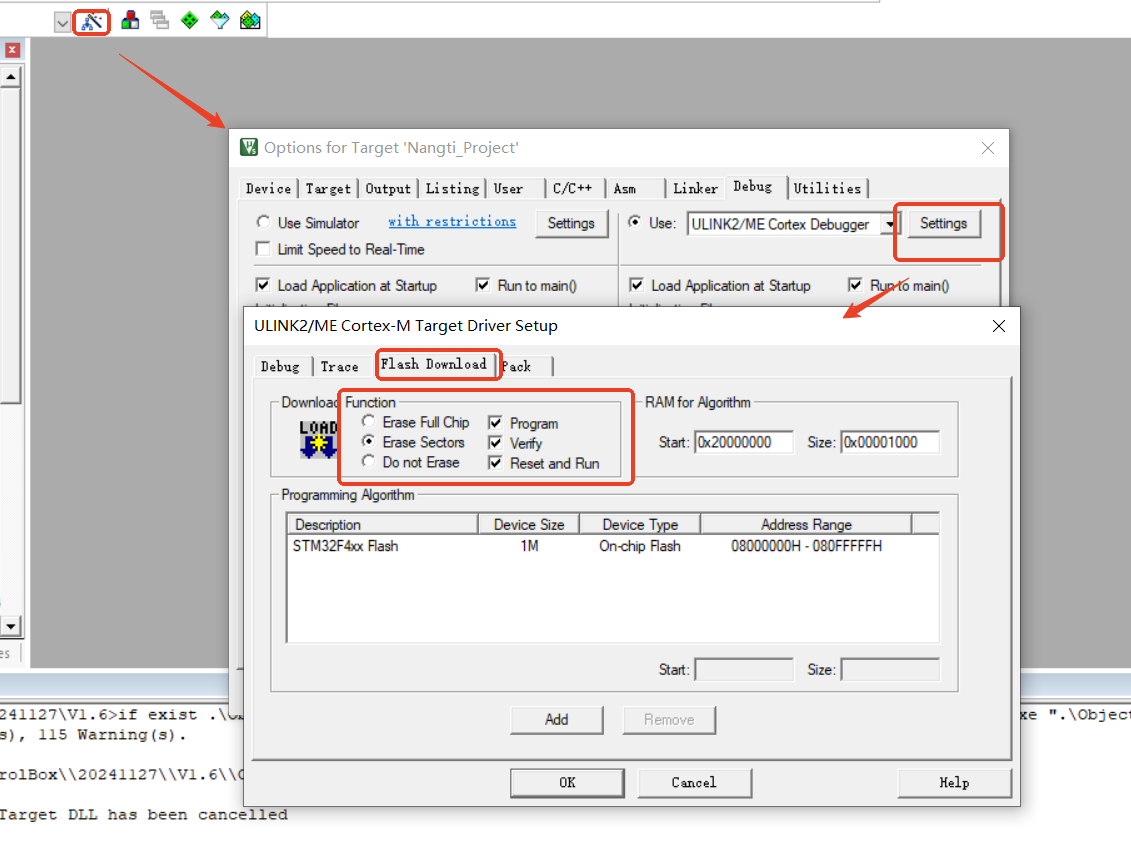 Options for Target 'Nangti_Project'
Device Target Output Listing User C/C++ Asm Linker Debug Utilities
Use Simulator with restrictions Settings Use: ULINK2/ME Cortex Debugger Settings
Limit Speed to Real-Time
Load Application at Startup Run to main() Load Application at Startup Run to main()
ULINK2/ME Cortex-M Target Driver Setup
Debug Trace Flash Download Pack
Download Function RAM for Algorithm
LOAD Erase Full Chip Program
Erase Sectors Verify Start: 0x20000000 Size: 0x00001000
Do not Erase Reset and Run
Programming Algorithm
Description Device Size Device Type Address Range
STM32F4xx Flash 1M On-chip Flash 08000000H - 080FFFFFH
Start: Size:
Add Remove
OK Cancel Help
es
241127\V1.6>if exist .\ xe ".\Object
s), 115 Warning(s).
rolBox\\20241127\\V1.6\\
Target DLL has been cancelled